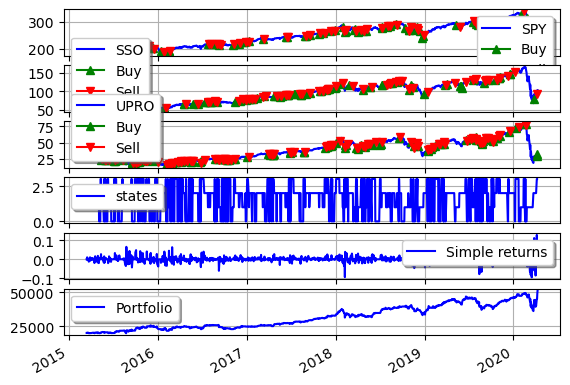 300
200
SPY
Buy
150
100
50
SSO
Buy
Sell
75
50
25
UPRO
Buy
Sell
2.5
0.0
states
0.1
0.0
−0.1
Simple returns
50000
25000
Portfolio
2015 2016 2017 2018 2019 2020